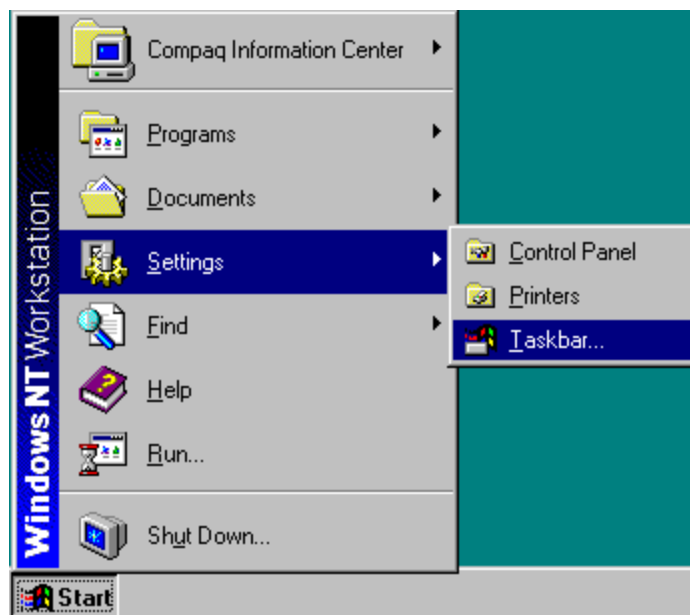 Compaq Information Center
Programs
Documents
Settings
Find
Help
Run...
Shut Down...
Control Panel
Printers
Taskbar...
Windows NT Workstation
Start